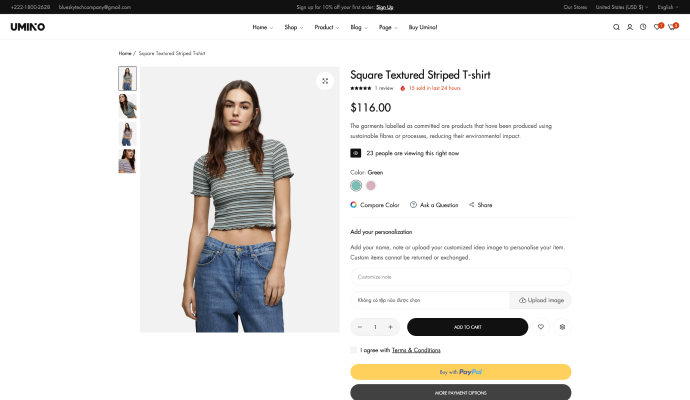 +222-1800-2628 blueskytechcompany@gmail.com Sign up for 10% off your first order: Sign Up Our Stores United States (USD $) English
UMINO Home Shop Product Blog Page Buy Umino!
Home / Square Textured Striped T-shirt
Square Textured Striped T-shirt
1 review 15 sold in last 24 hours
$116.00
The garments labelled as committed are products that have been produced using
sustainable fibres or processes, reducing their environmental impact.
23 people are viewing this right now
Color: Green
Compare Color Ask a Question Share
Add your personalization
Add your name, note or upload your customized idea image to personalise your item.
Custom items cannot be returned or exchanged.
Customize note
Không có tệp nào được chọn Upload image
− 1 + ADD TO CART
I agree with Terms & Conditions
Buy with PayPal
MORE PAYMENT OPTIONS